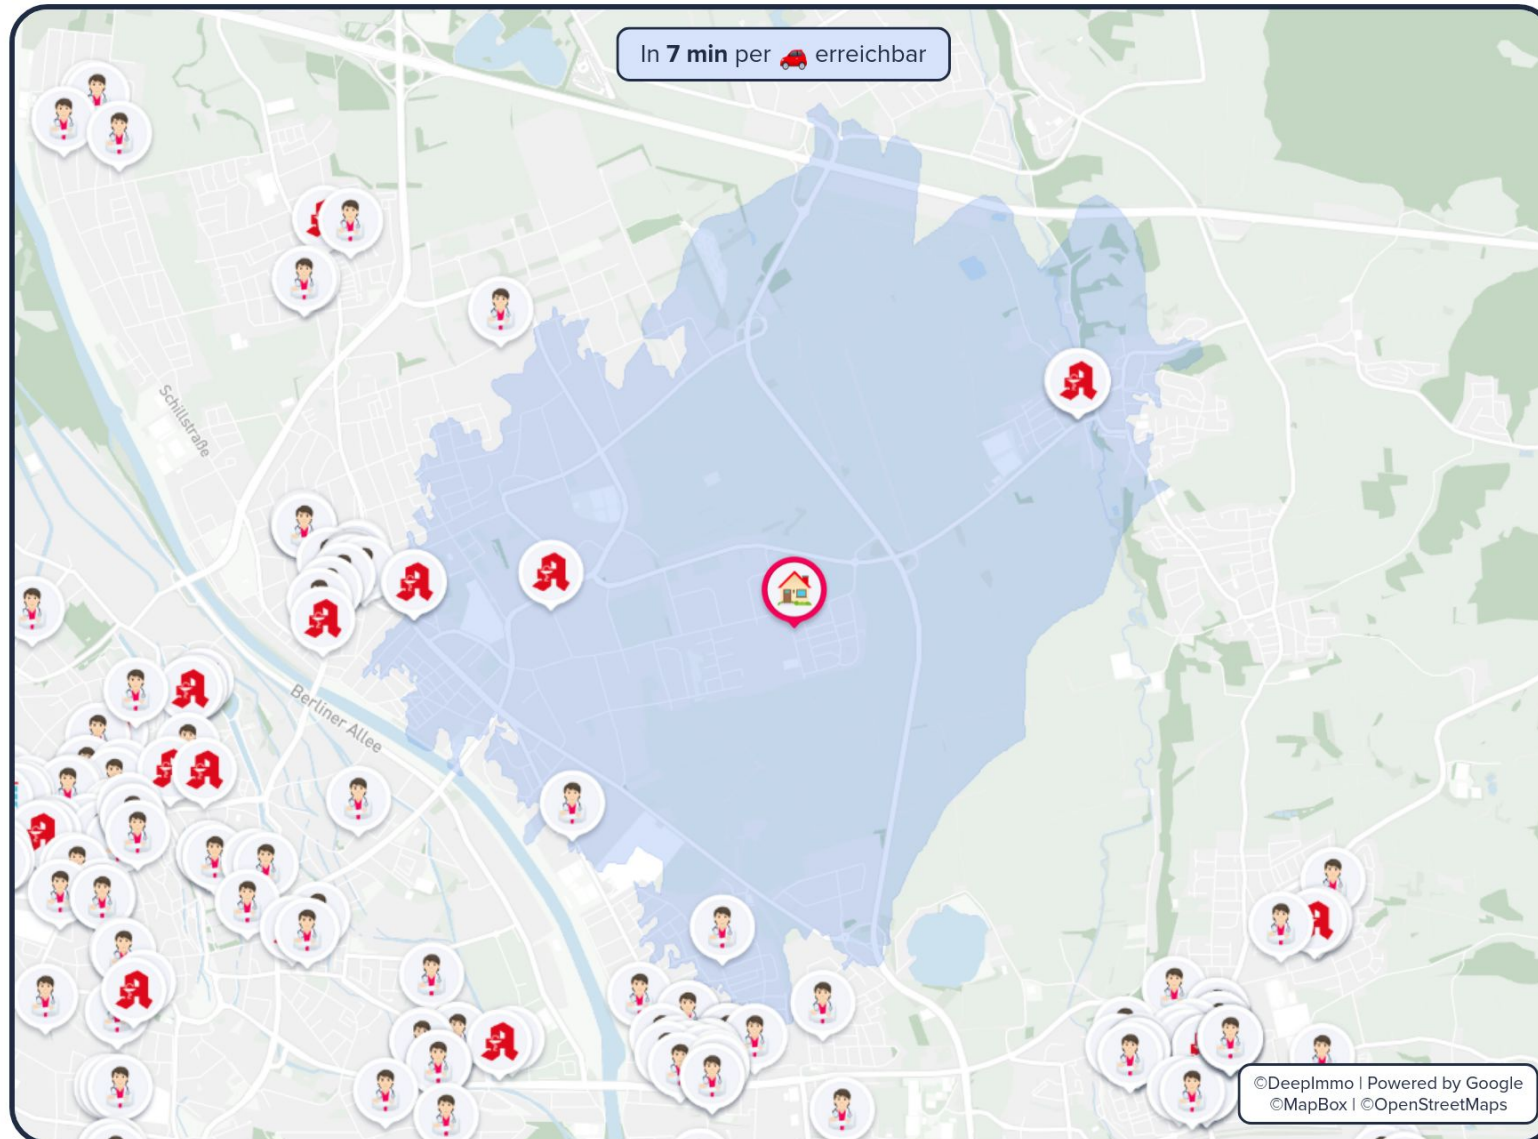 In 7 min per 🚗 erreichbar
Schillstraße
Berliner Allee
©DeepImmo | Powered by Google
©MapBox | ©OpenStreetMaps